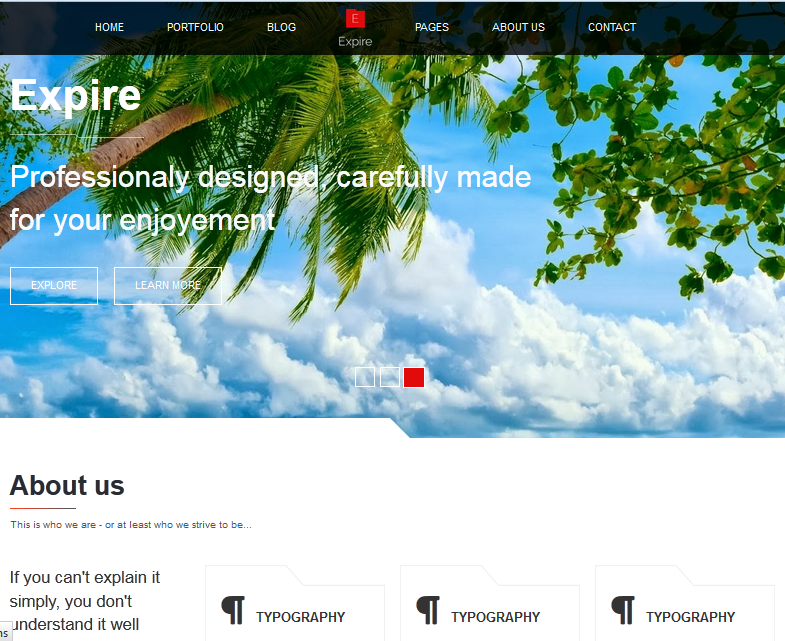 HOME PORTFOLIO BLOG E PAGES ABOUT US CONTACT
Expire
Expire
Professionaly designed, carefully made
for your enjoyement
EXPLORE LEARN MORE
About us
This is who we are - or at least who we strive to be...
If you can't explain it
simply, you don't
understand it well
¶ TYPOGRAPHY ¶ TYPOGRAPHY ¶ TYPOGRAPHY
ns